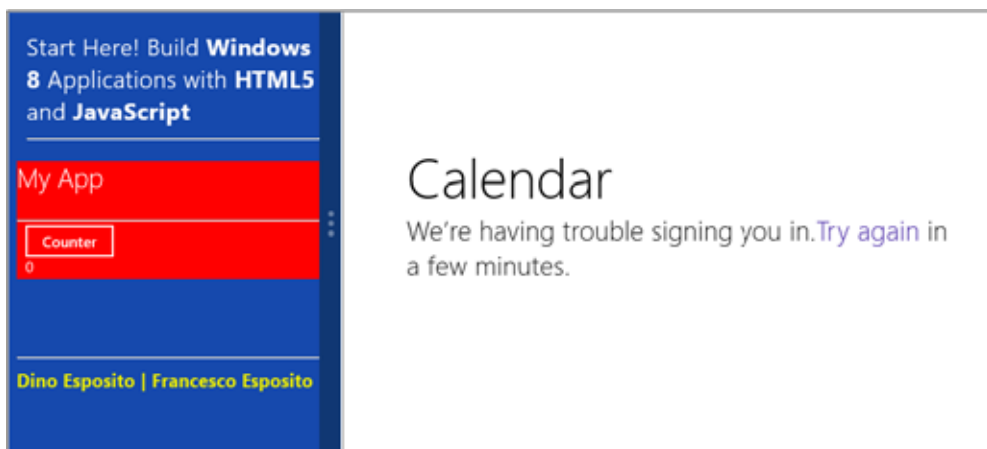 Start Here! Build Windows
8 Applications with HTML5
and JavaScript
My App
Counter
0
Dino Esposito | Francesco Esposito
Calendar
We're having trouble signing you in.Try again in
a few minutes.